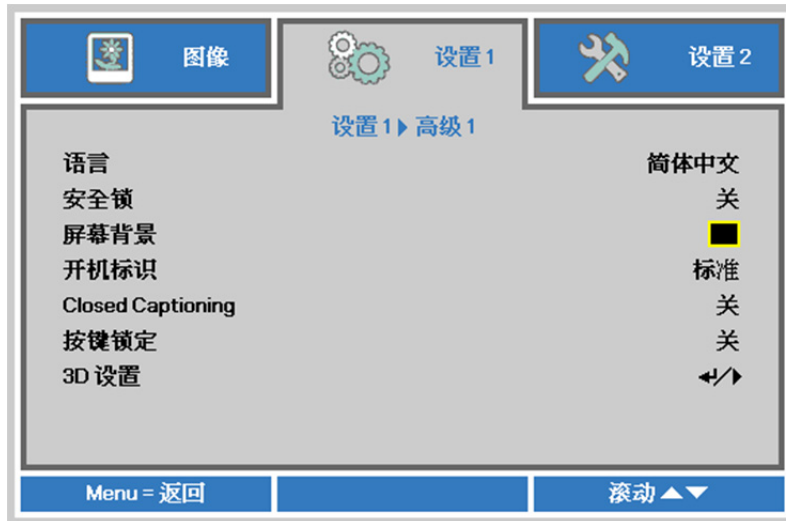 图像
设置 1
设置 2
设置 1 ▶ 高级 1
语言 简体中文
安全锁 关
屏幕背景
开机标识 标准
Closed Captioning 关
按键锁定 关
3D 设置 ↵/▶
Menu = 返回
滚动 ▲▼